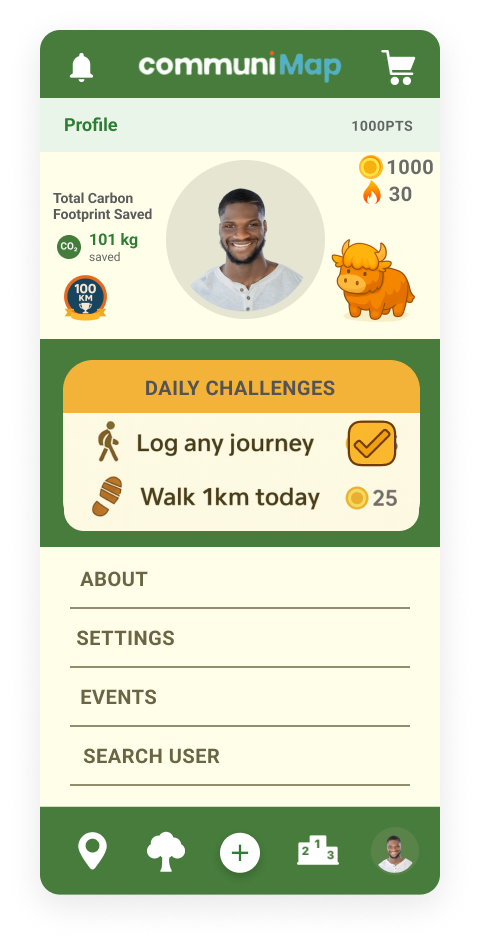 communiMap
Profile
1000PTS
1000
30
Total Carbon
Footprint Saved
CO₂
101 kg
saved
100
KM
DAILY CHALLENGES
Log any journey
Walk 1km today
25
ABOUT
SETTINGS
EVENTS
SEARCH USER
2 1 3